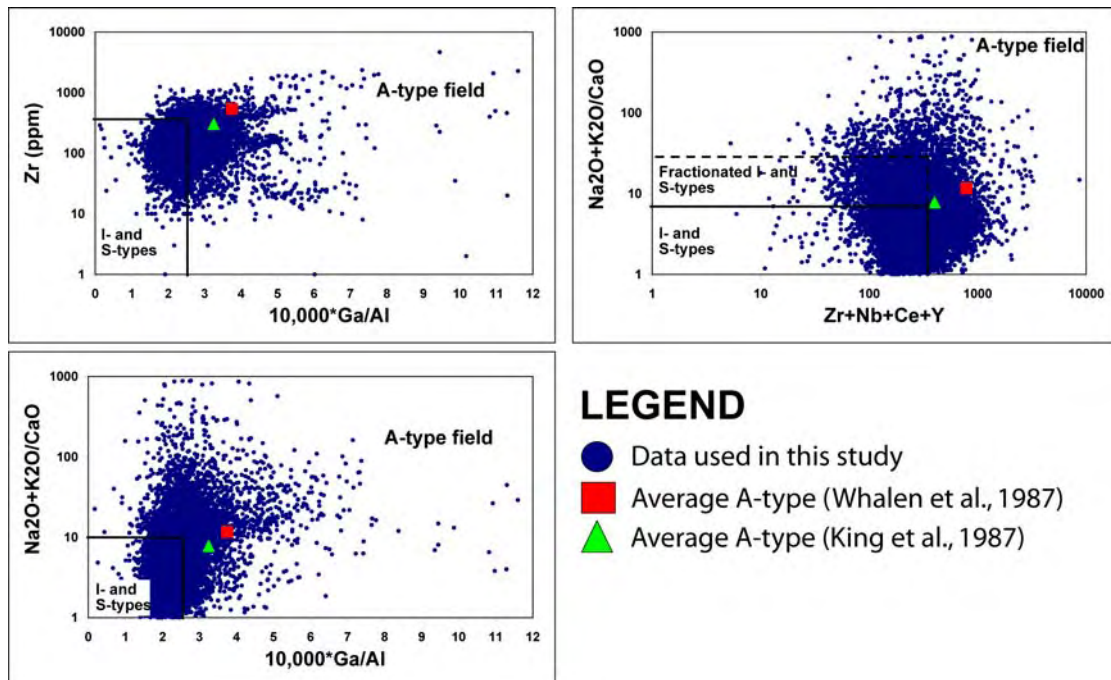 10000
1000
100
10
1
Zr (ppm)
A-type field
I- and
S-types
0 1 2 3 4 5 6 7 8 9 10 11 12
10,000*Ga/Al
1000
100
10
1
Na2O+K2O/CaO
A-type field
Fractionated I- and
S-types
I- and
S-types
1 10 100 1000 10000
Zr+Nb+Ce+Y
1000
100
10
1
Na2O+K2O/CaO
A-type field
I- and
S-types
0 1 2 3 4 5 6 7 8 9 10 11 12
10,000*Ga/Al
LEGEND
Data used in this study
Average A-type (Whalen et al., 1987)
Average A-type (King et al., 1987)